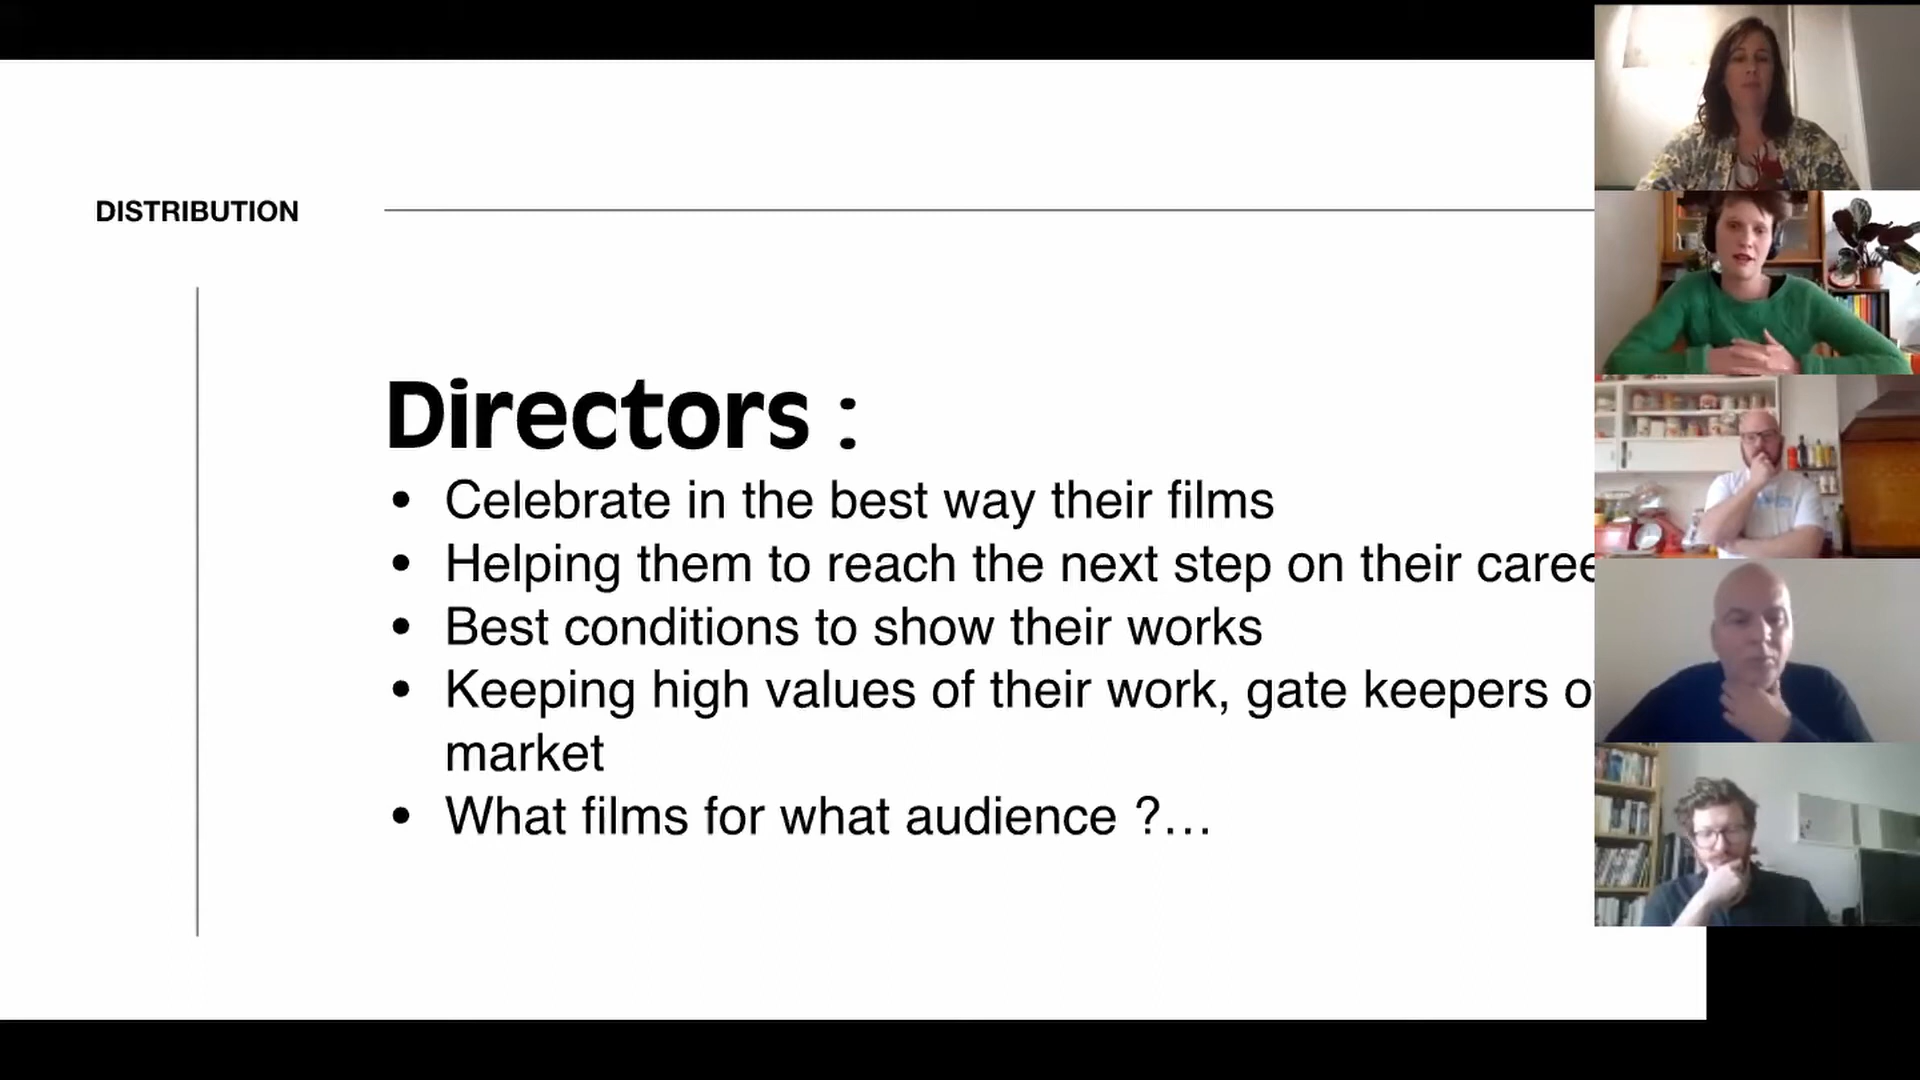 DISTRIBUTION
Directors :
• Celebrate in the best way their films
• Helping them to reach the next step on their
• Best conditions to show their works
• Keeping high values of their work, gate keepers
market
• What films for what audience ?…